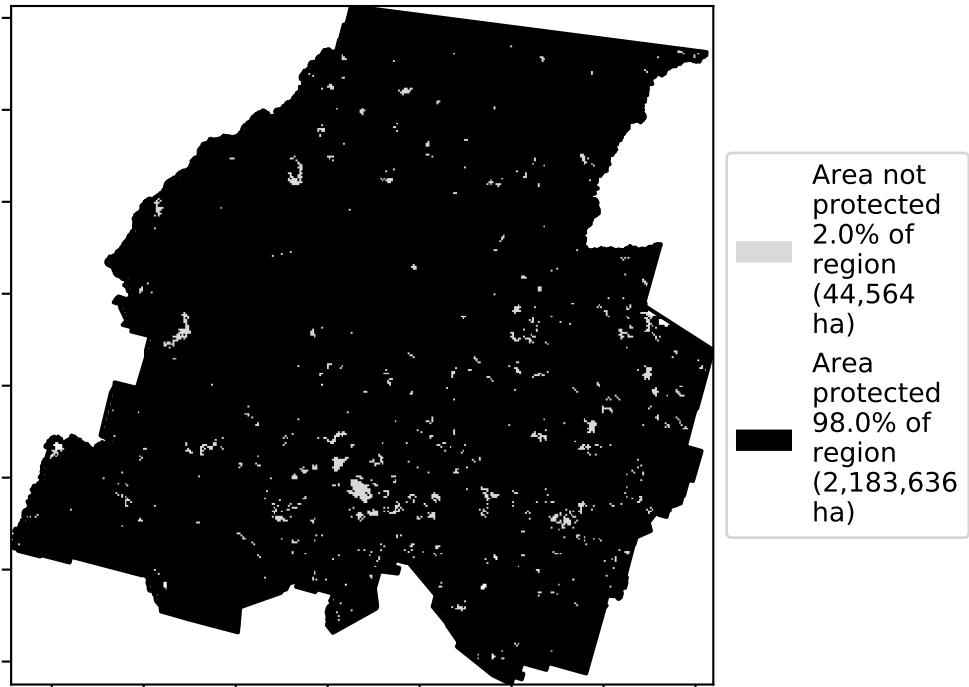 Area not
protected
2.0% of
region
(44,564
ha)
Area
protected
98.0% of
region
(2,183,636
ha)